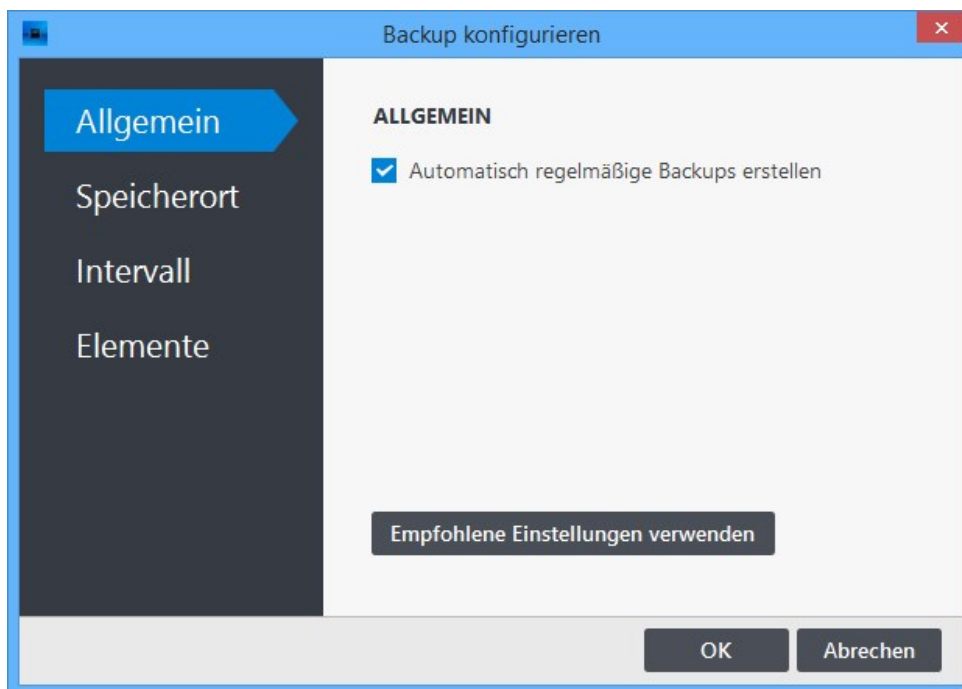 Backup konfigurieren
Allgemein
Speicherort
Intervall
Elemente
ALLGEMEIN
Automatisch regelmäßige Backups erstellen
Empfohlene Einstellungen verwenden
OK
Abrechen